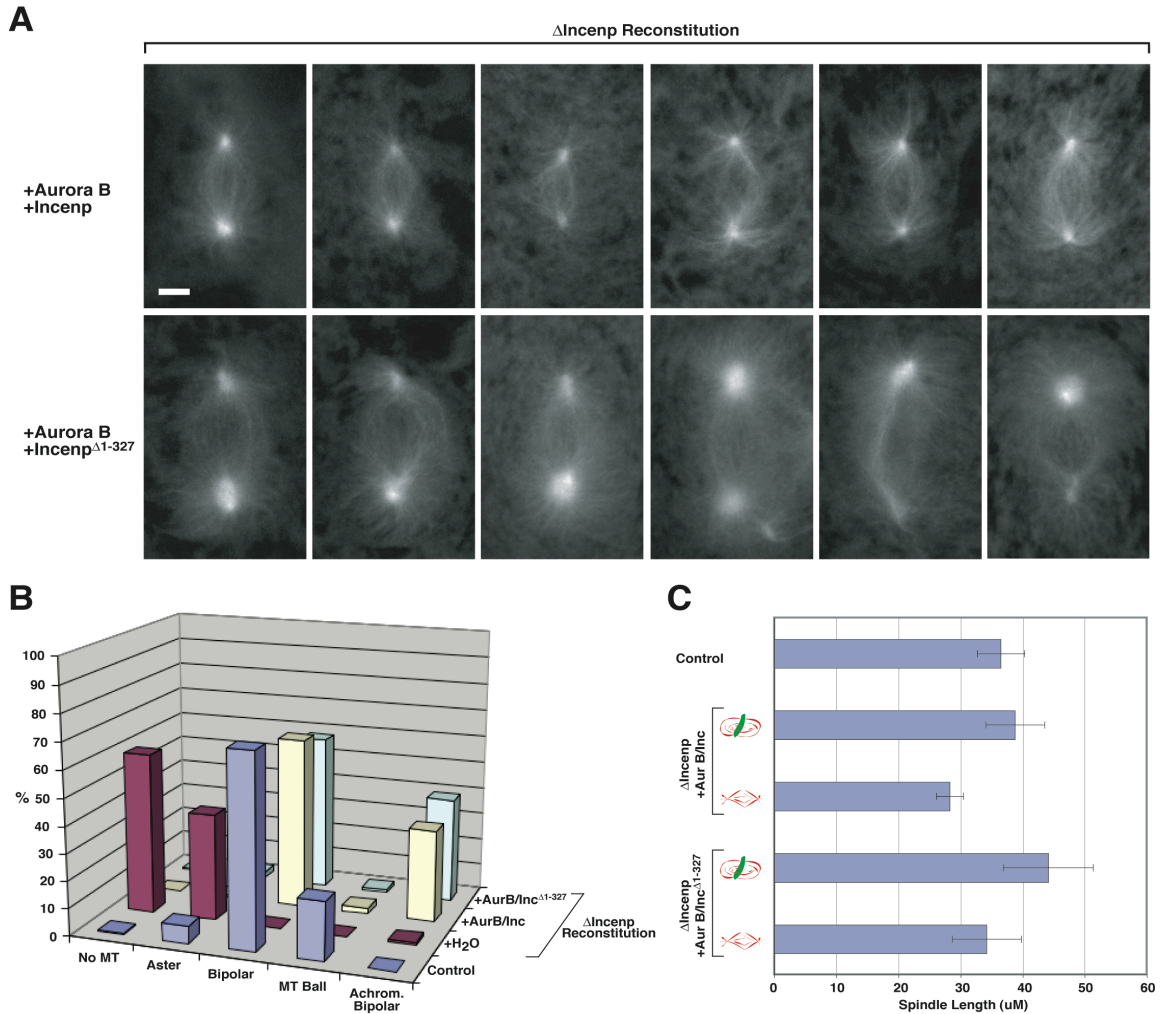 A
ΔIncenp Reconstitution
+Aurora B
+Incenp
+Aurora B
+Incenp^Δ1-327
B
100
90
80
70
60
50
40
30
20
10
0
%
No MT
Aster
Bipolar
MT Ball
Achrom.
Bipolar
+AurB/Inc^Δ1-327
+AurB/Inc
+H₂O
Control
ΔIncenp
Reconstitution
C
Control
ΔIncenp
+Aur B/Inc
ΔIncenp
+Aur B/Inc^Δ1-327
0 10 20 30 40 50 60
Spindle Length (uM)